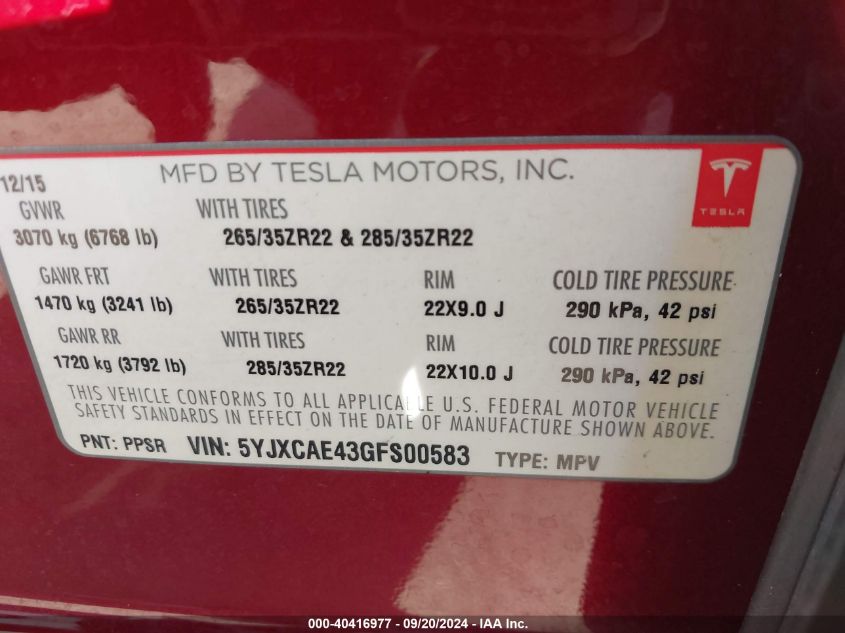 MFD BY TESLA MOTORS, INC.
12/15
TESLA
GVWR WITH TIRES
3070 kg (6768 lb) 265/35ZR22 & 285/35ZR22
GAWR FRT WITH TIRES RIM COLD TIRE PRESSURE
1470 kg (3241 lb) 265/35ZR22 22X9.0 J 290 kPa, 42 psi
GAWR RR WITH TIRES RIM COLD TIRE PRESSURE
1720 kg (3792 lb) 285/35ZR22 22X10.0 J 290 kPa, 42 psi
THIS VEHICLE CONFORMS TO ALL APPLICABLE U.S. FEDERAL MOTOR VEHICLE
SAFETY STANDARDS IN EFFECT ON THE DATE OF MANUFACTURE SHOWN ABOVE.
PNT: PPSR VIN: 5YJXCAE43GFS00583 TYPE: MPV
000-40416977 - 09/20/2024 - IAA Inc.